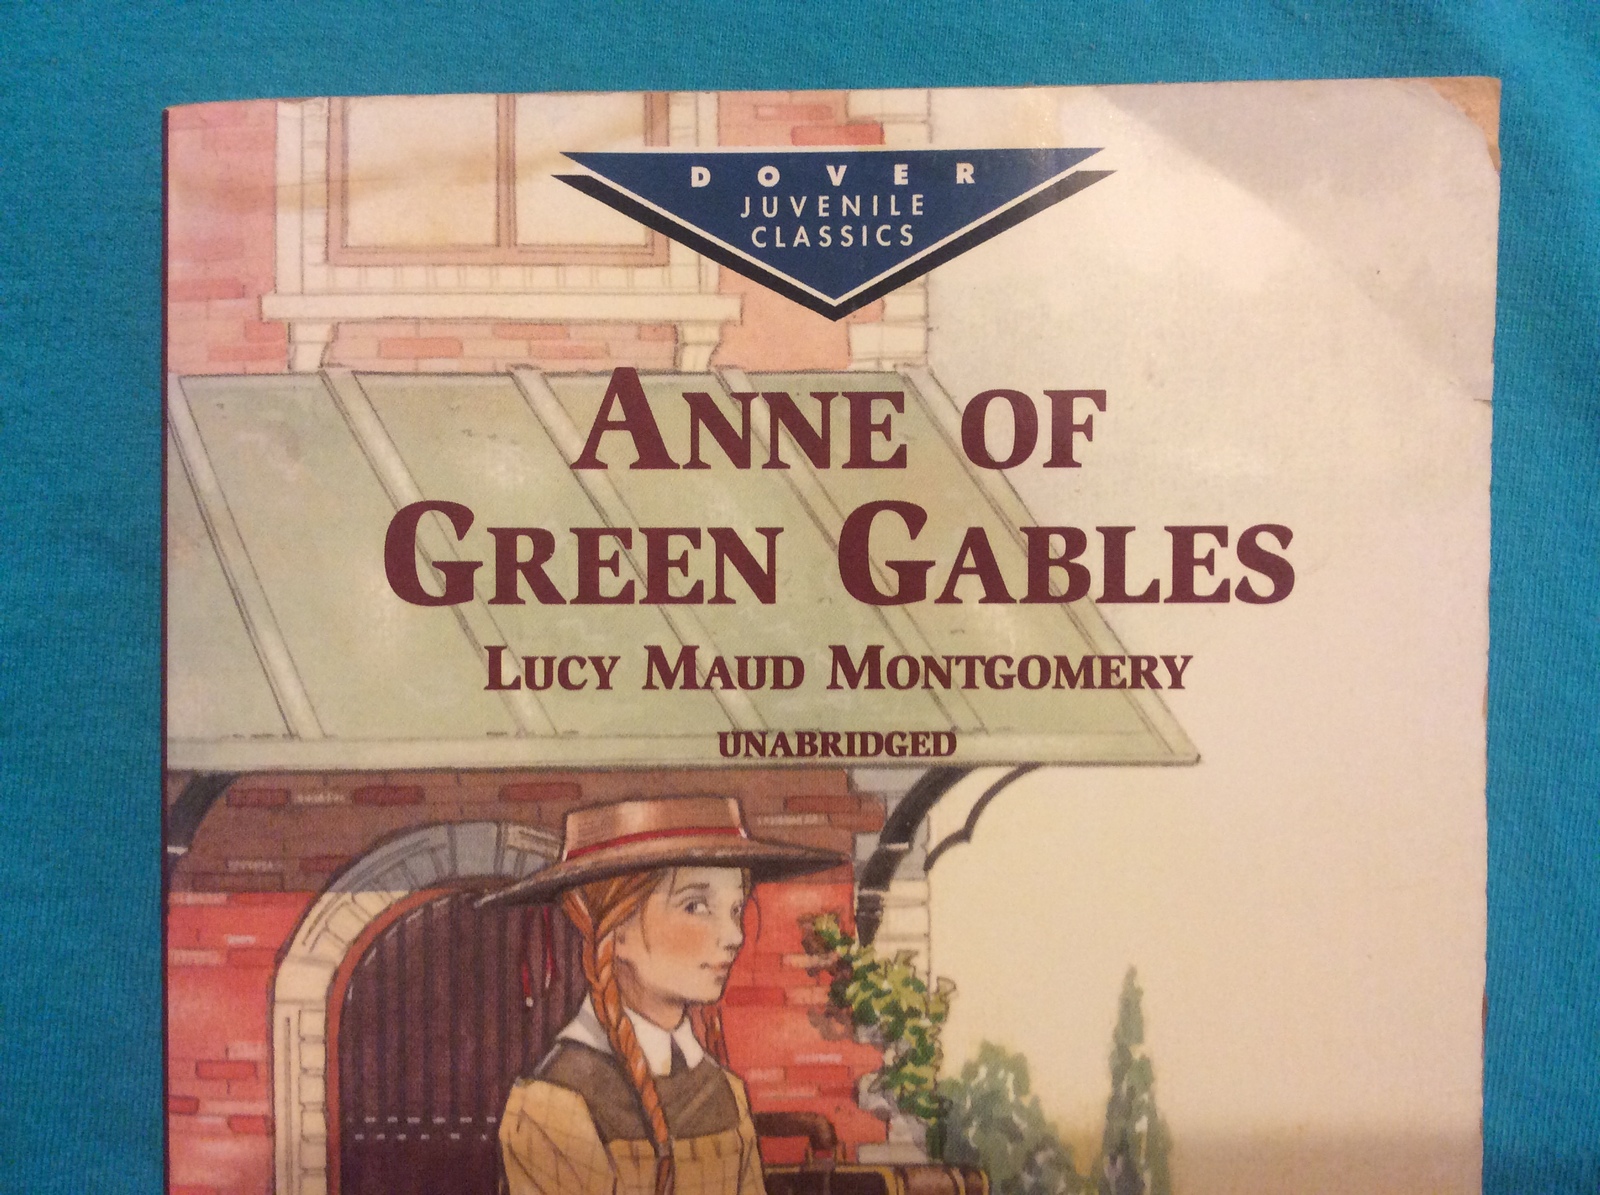 DOVER
JUVENILE
CLASSICS
ANNE OF
GREEN GABLES
LUCY MAUD MONTGOMERY
UNABRIDGED